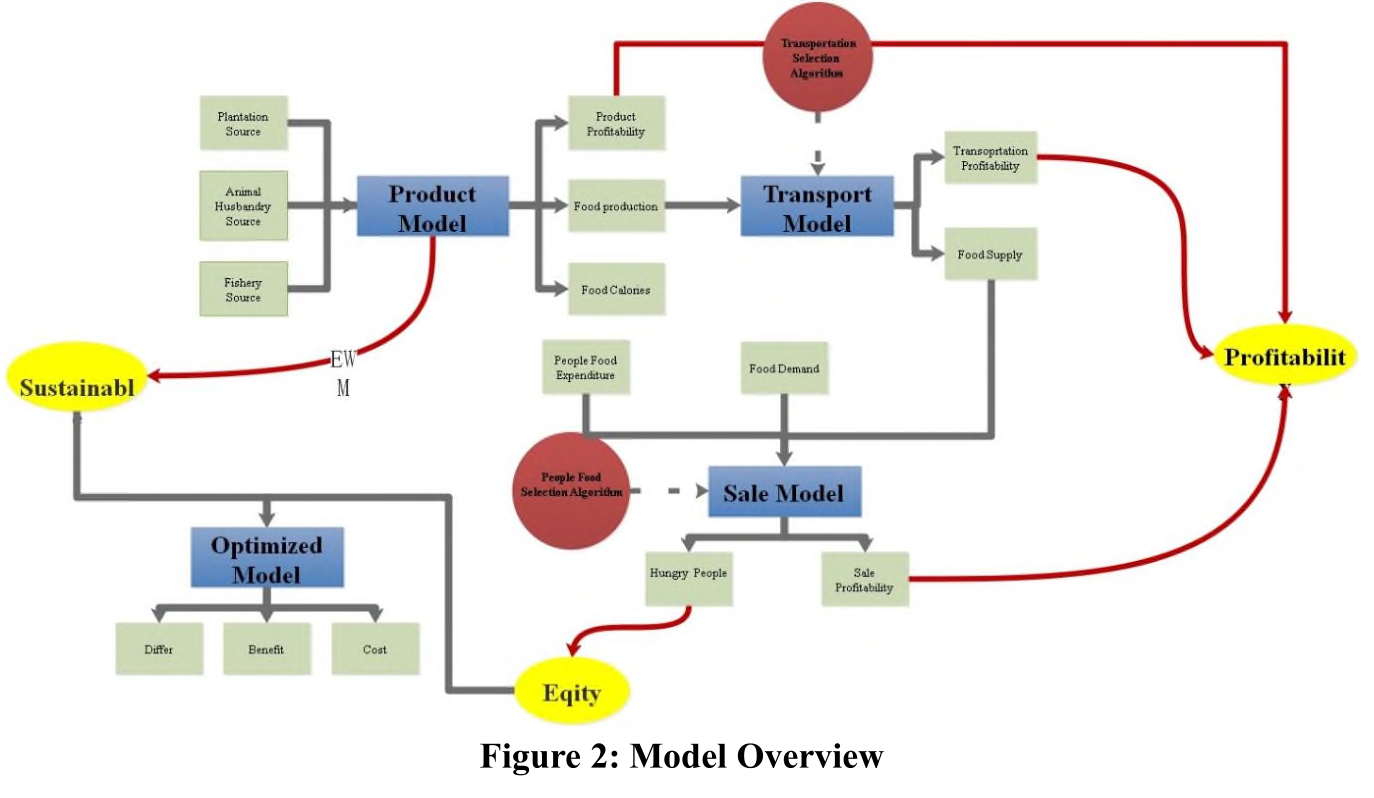 Transportation
Selection
Algorithm
Plantation
Source
Product
Profitability
Transoprtation
Profitability
Animal
Husbandry
Source
Product
Model
Food production
Transport
Model
Food Supply
Fishery
Source
Food Calories
EW
M
People Food
Expenditure
Food Demand
Profitabilit
y
Sustainabl
People Food
Selection Algorithm
Sale Model
Optimized
Model
Hungry People
Sale
Profitability
Differ
Benefit
Cost
Eqity
Figure 2: Model Overview